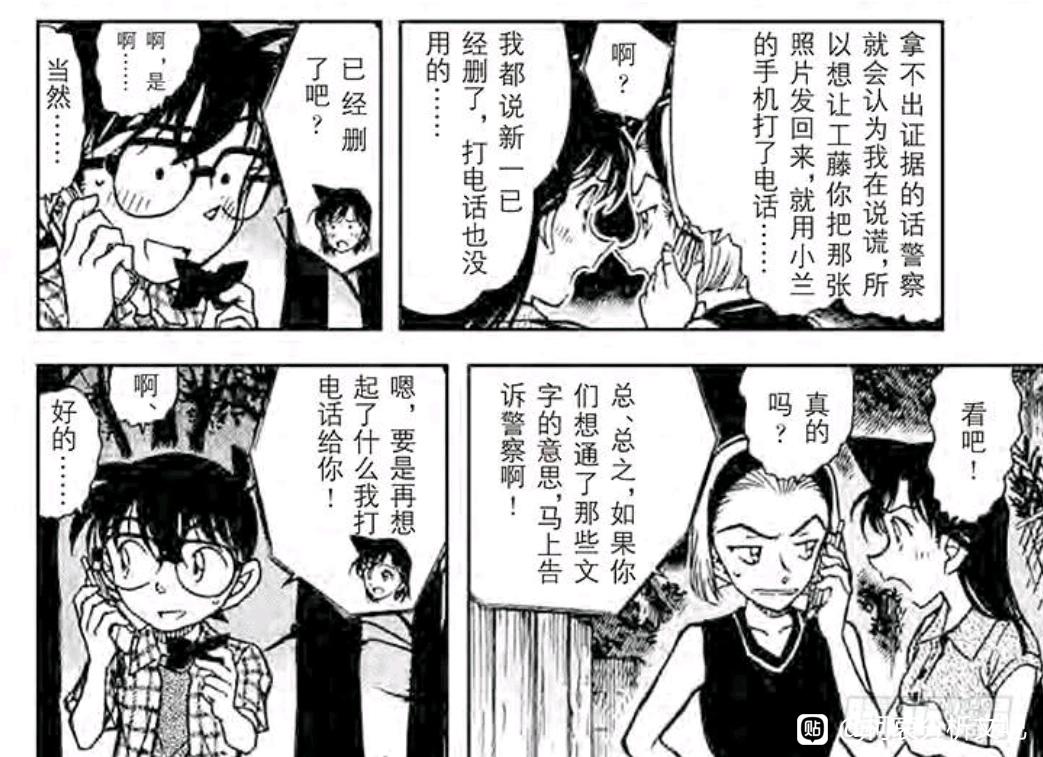 拿不出证据的话警察
就会认为我在说谎，所
以想让工藤你把那张
照片发回来，就用小兰
的手机打了电话……
啊？
我都说新一已
经删了，打电话也没
用的……
已经删
了吧？
啊，是
啊……
当然……
看吧！
真的
吗？
总、总之，如果你
们想通了那些文
字的意思，马上告
诉警察啊！
嗯，要是再想
起了什么我打
电话给你！
啊、
好的……
贴